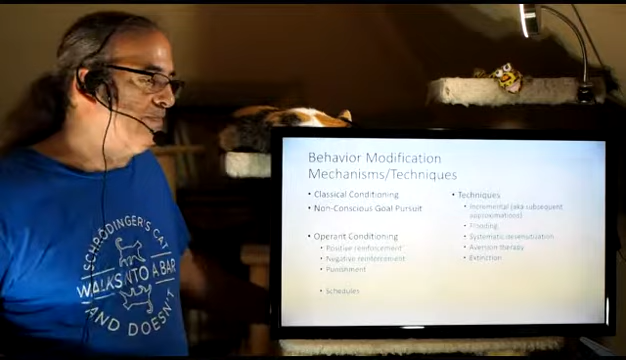 SCHRÖDINGER'S CAT
WALKS INTO A BAR
AND DOESN'T
Behavior Modification
Mechanisms/Techniques
• Classical Conditioning
• Non-Conscious Goal Pursuit
• Operant Conditioning
• Positive reinforcement
• Negative reinforcement
• Punishment
• Schedules
• Techniques
• Incremental (aka subsequent
approximations)
• Flooding
• Systematic desensitization
• Aversion therapy
• Extinction